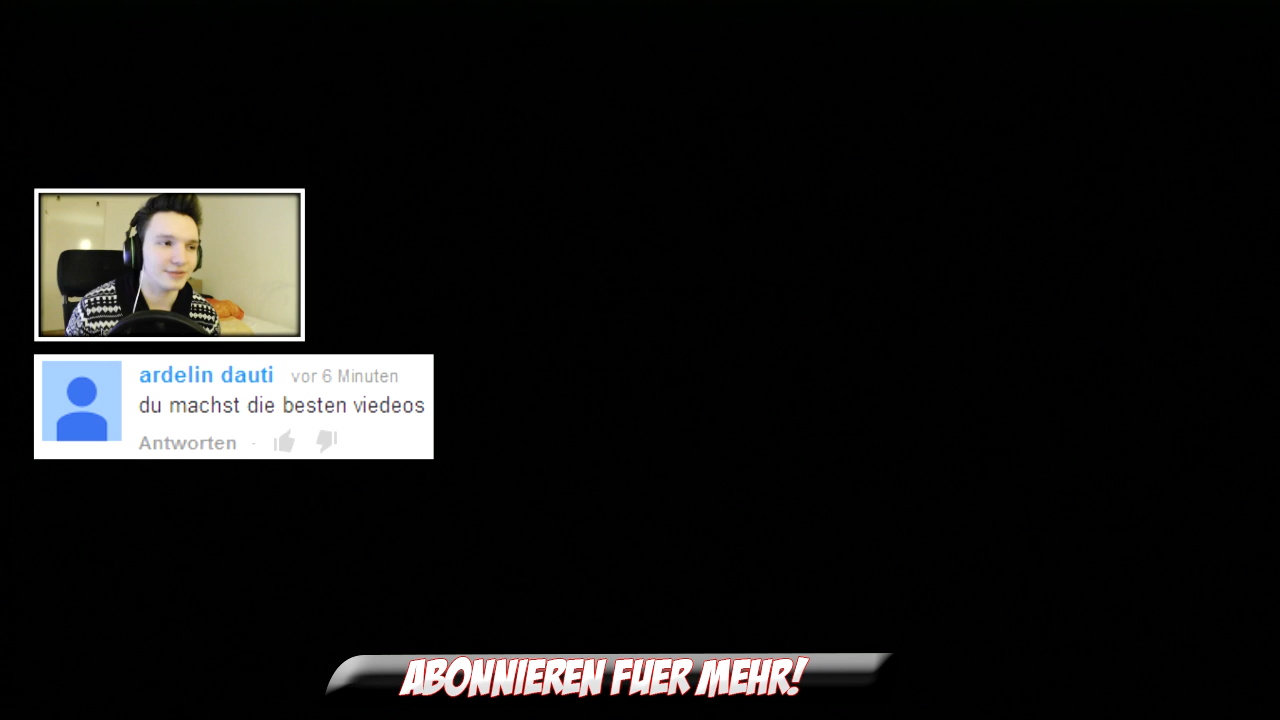 ardelin dauti vor 6 Minuten
du machst die besten viedeos
Antworten ·
ABONNIEREN FUER MEHR!